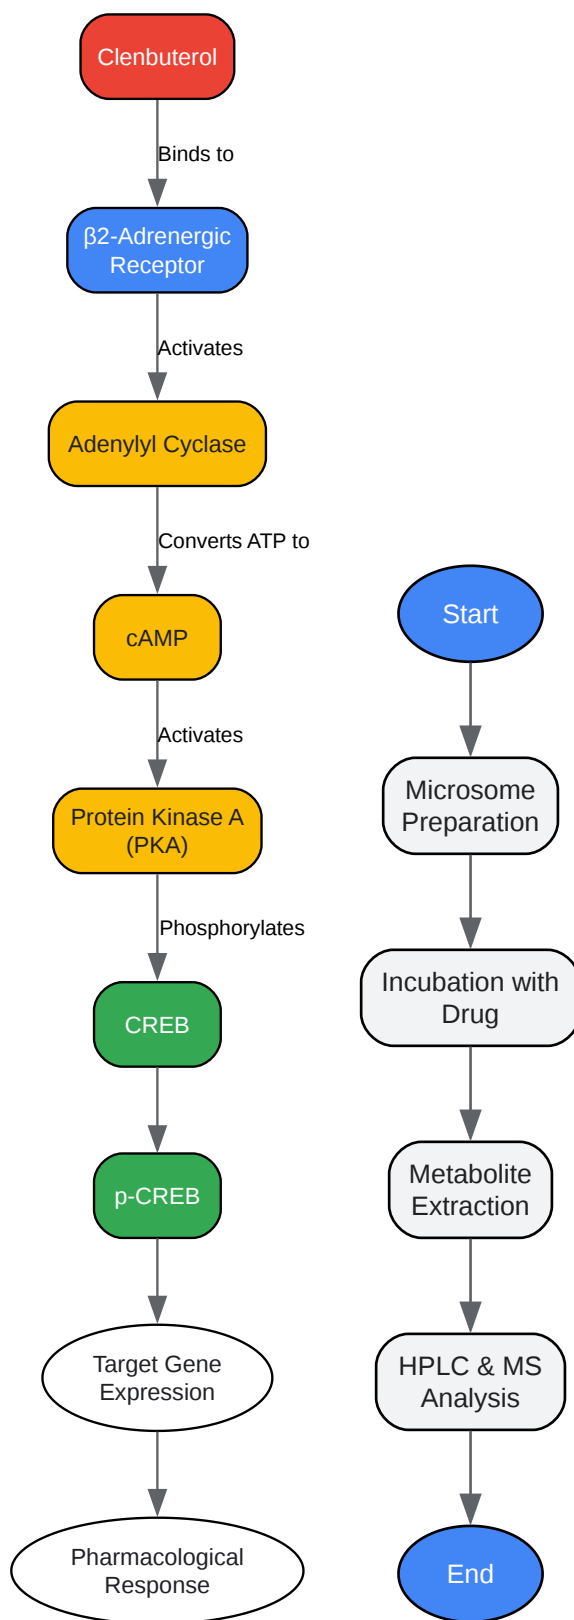 Clenbuterol
Binds to
β2-Adrenergic
Receptor
Activates
Adenylyl Cyclase
Converts ATP to
cAMP
Activates
Protein Kinase A
(PKA)
Phosphorylates
CREB
p-CREB
Target Gene
Expression
Pharmacological
Response
Start
Microsome
Preparation
Incubation with
Drug
Metabolite
Extraction
HPLC & MS
Analysis
End